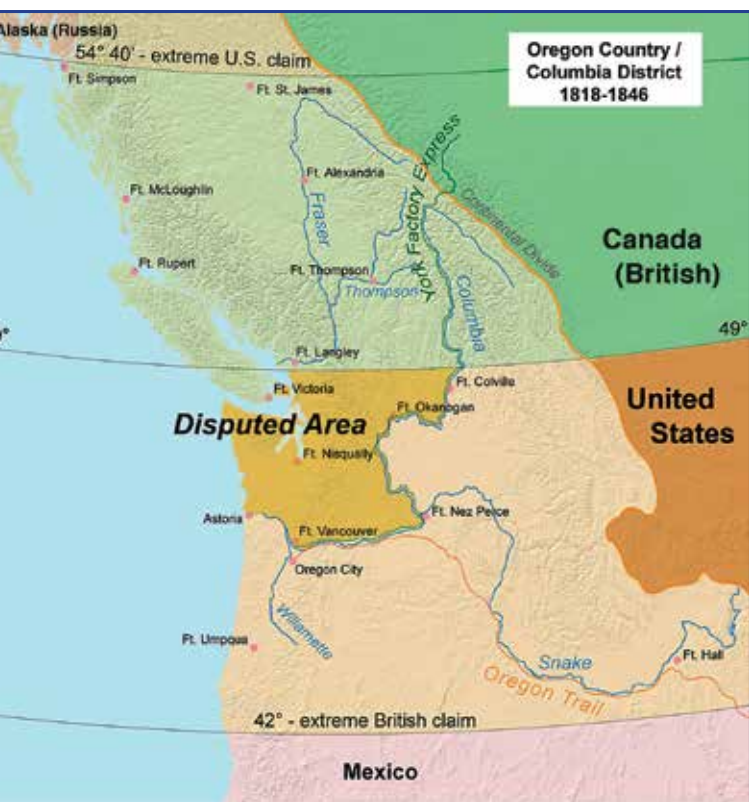 Alaska (Russia)
54° 40' - extreme U.S. claim
Oregon Country /
Columbia District
1818-1846
Ft. Simpson
Ft. St. James
York Factory Express
Ft. Alexandria
Continental Divide
Ft. McLoughlin
Fraser
Canada
(British)
Ft. Rupert
Ft. Thompson
Thompson
Columbia
49°
Ft. Langley
Ft. Colville
Ft. Victoria
United
States
Ft. Okanogan
Disputed Area
Ft. Nisqually
Astoria
Ft. Nez Perce
Ft. Vancouver
Oregon City
Willamette
Ft. Umpqua
Snake
Ft. Hall
Oregon Trail
42° - extreme British claim
Mexico